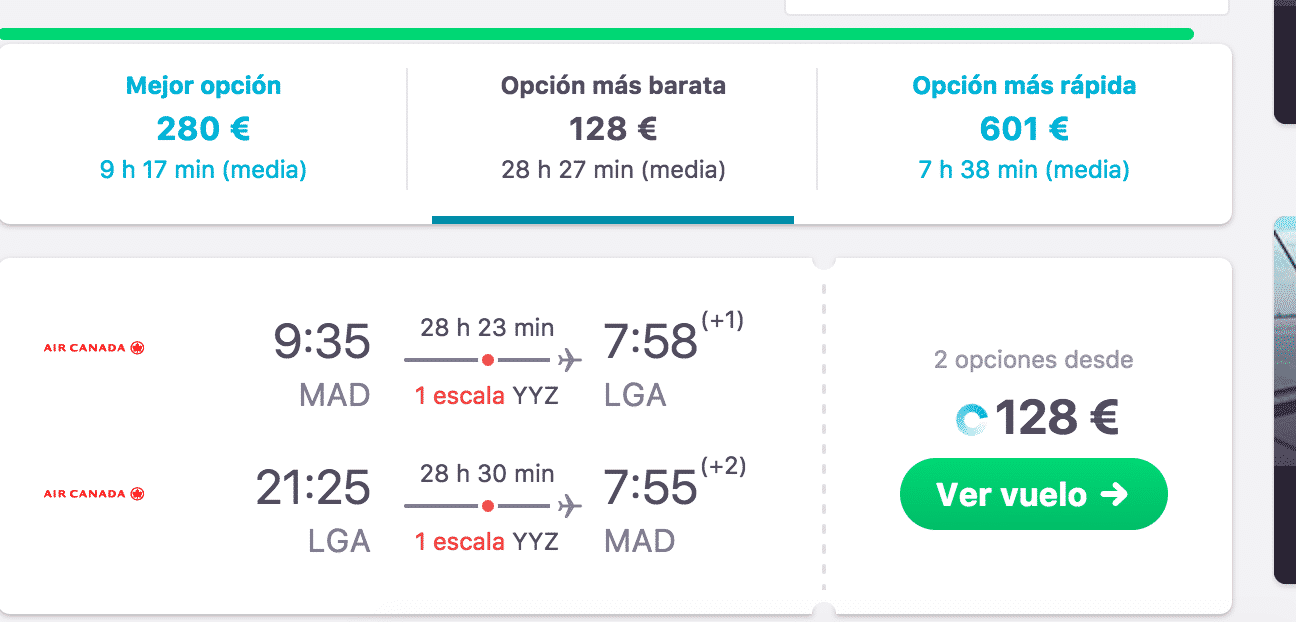 Mejor opción
280 €
9 h 17 min (media)
Opción más barata
128 €
28 h 27 min (media)
Opción más rápida
601 €
7 h 38 min (media)
AIR CANADA
9:35
MAD
28 h 23 min
1 escala YYZ
7:58 (+1)
LGA
AIR CANADA
21:25
LGA
28 h 30 min
1 escala YYZ
7:55 (+2)
MAD
2 opciones desde
128 €
Ver vuelo →